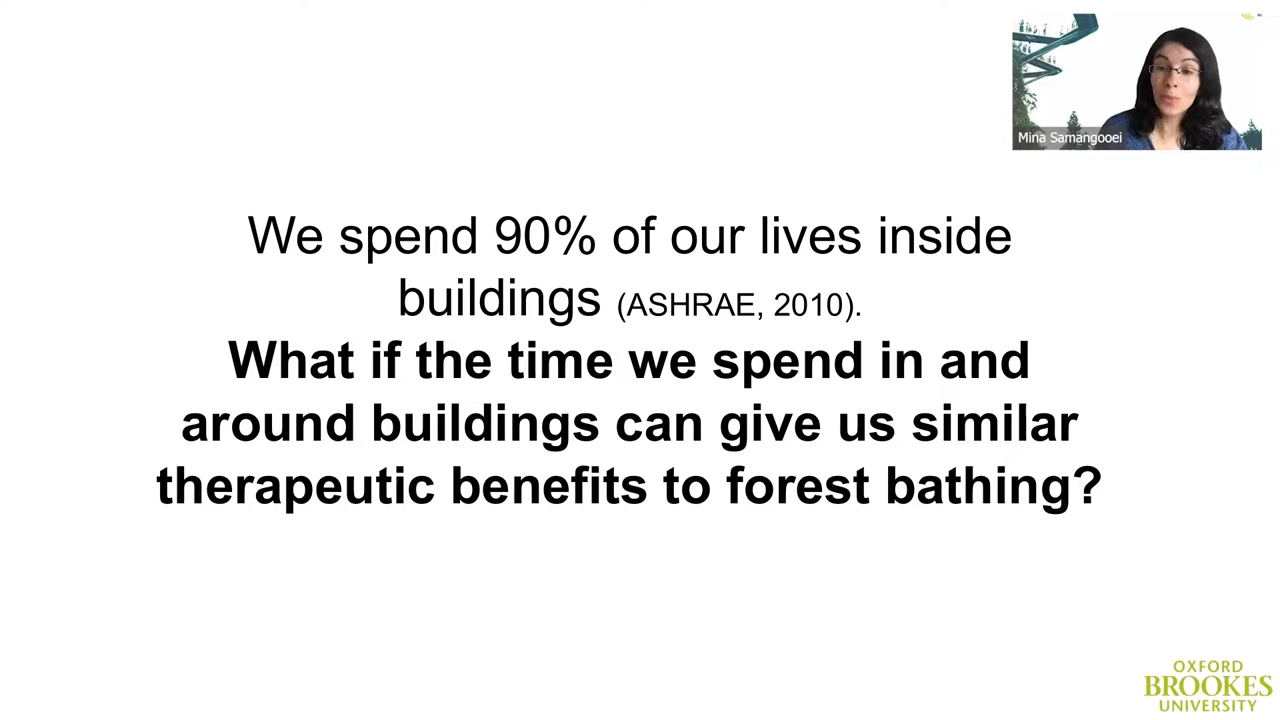 Mina Samangooei
We spend 90% of our lives inside
buildings (ASHRAE, 2010).
What if the time we spend in and
around buildings can give us similar
therapeutic benefits to forest bathing?
OXFORD
BROOKES
UNIVERSITY